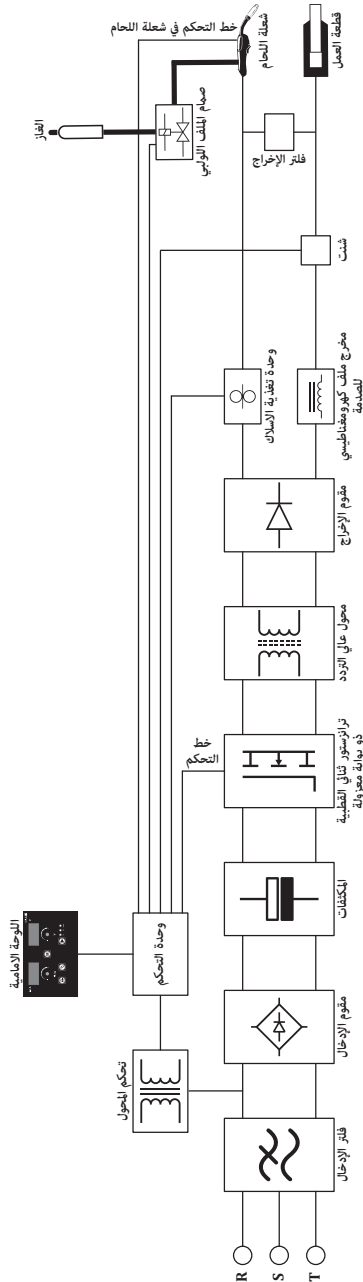 R
S
T
فلتر الإدخال
مقوم الإدخال
المكثفات
ترانزستور ثنائي القطبية
ذو بوابة معزولة
محول عالي التردد
مقوم الإخراج
وحدة تغذية الاسلاك
مخرج ملف كهرومغناطيسي
للصدمة
شنت
فلتر الإخراج
قطعة العمل
شعلة اللحام
خط التحكم في شعلة اللحام
صمام الملف اللولبي
الغاز
خط
التحكم
وحدة التحكم
تحكم المحول
اللوحة الامامية